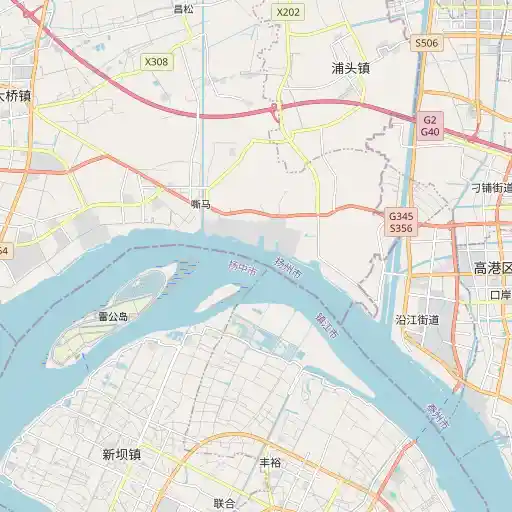 昌松
X202
S506
X308
浦头镇
大桥镇
G2
G40
刁铺街道
嘶马
G345
S356
扬中市
扬州市
高港区
口岸
雷公岛
镇江市
沿江街道
泰州市
新坝镇
丰裕
联合